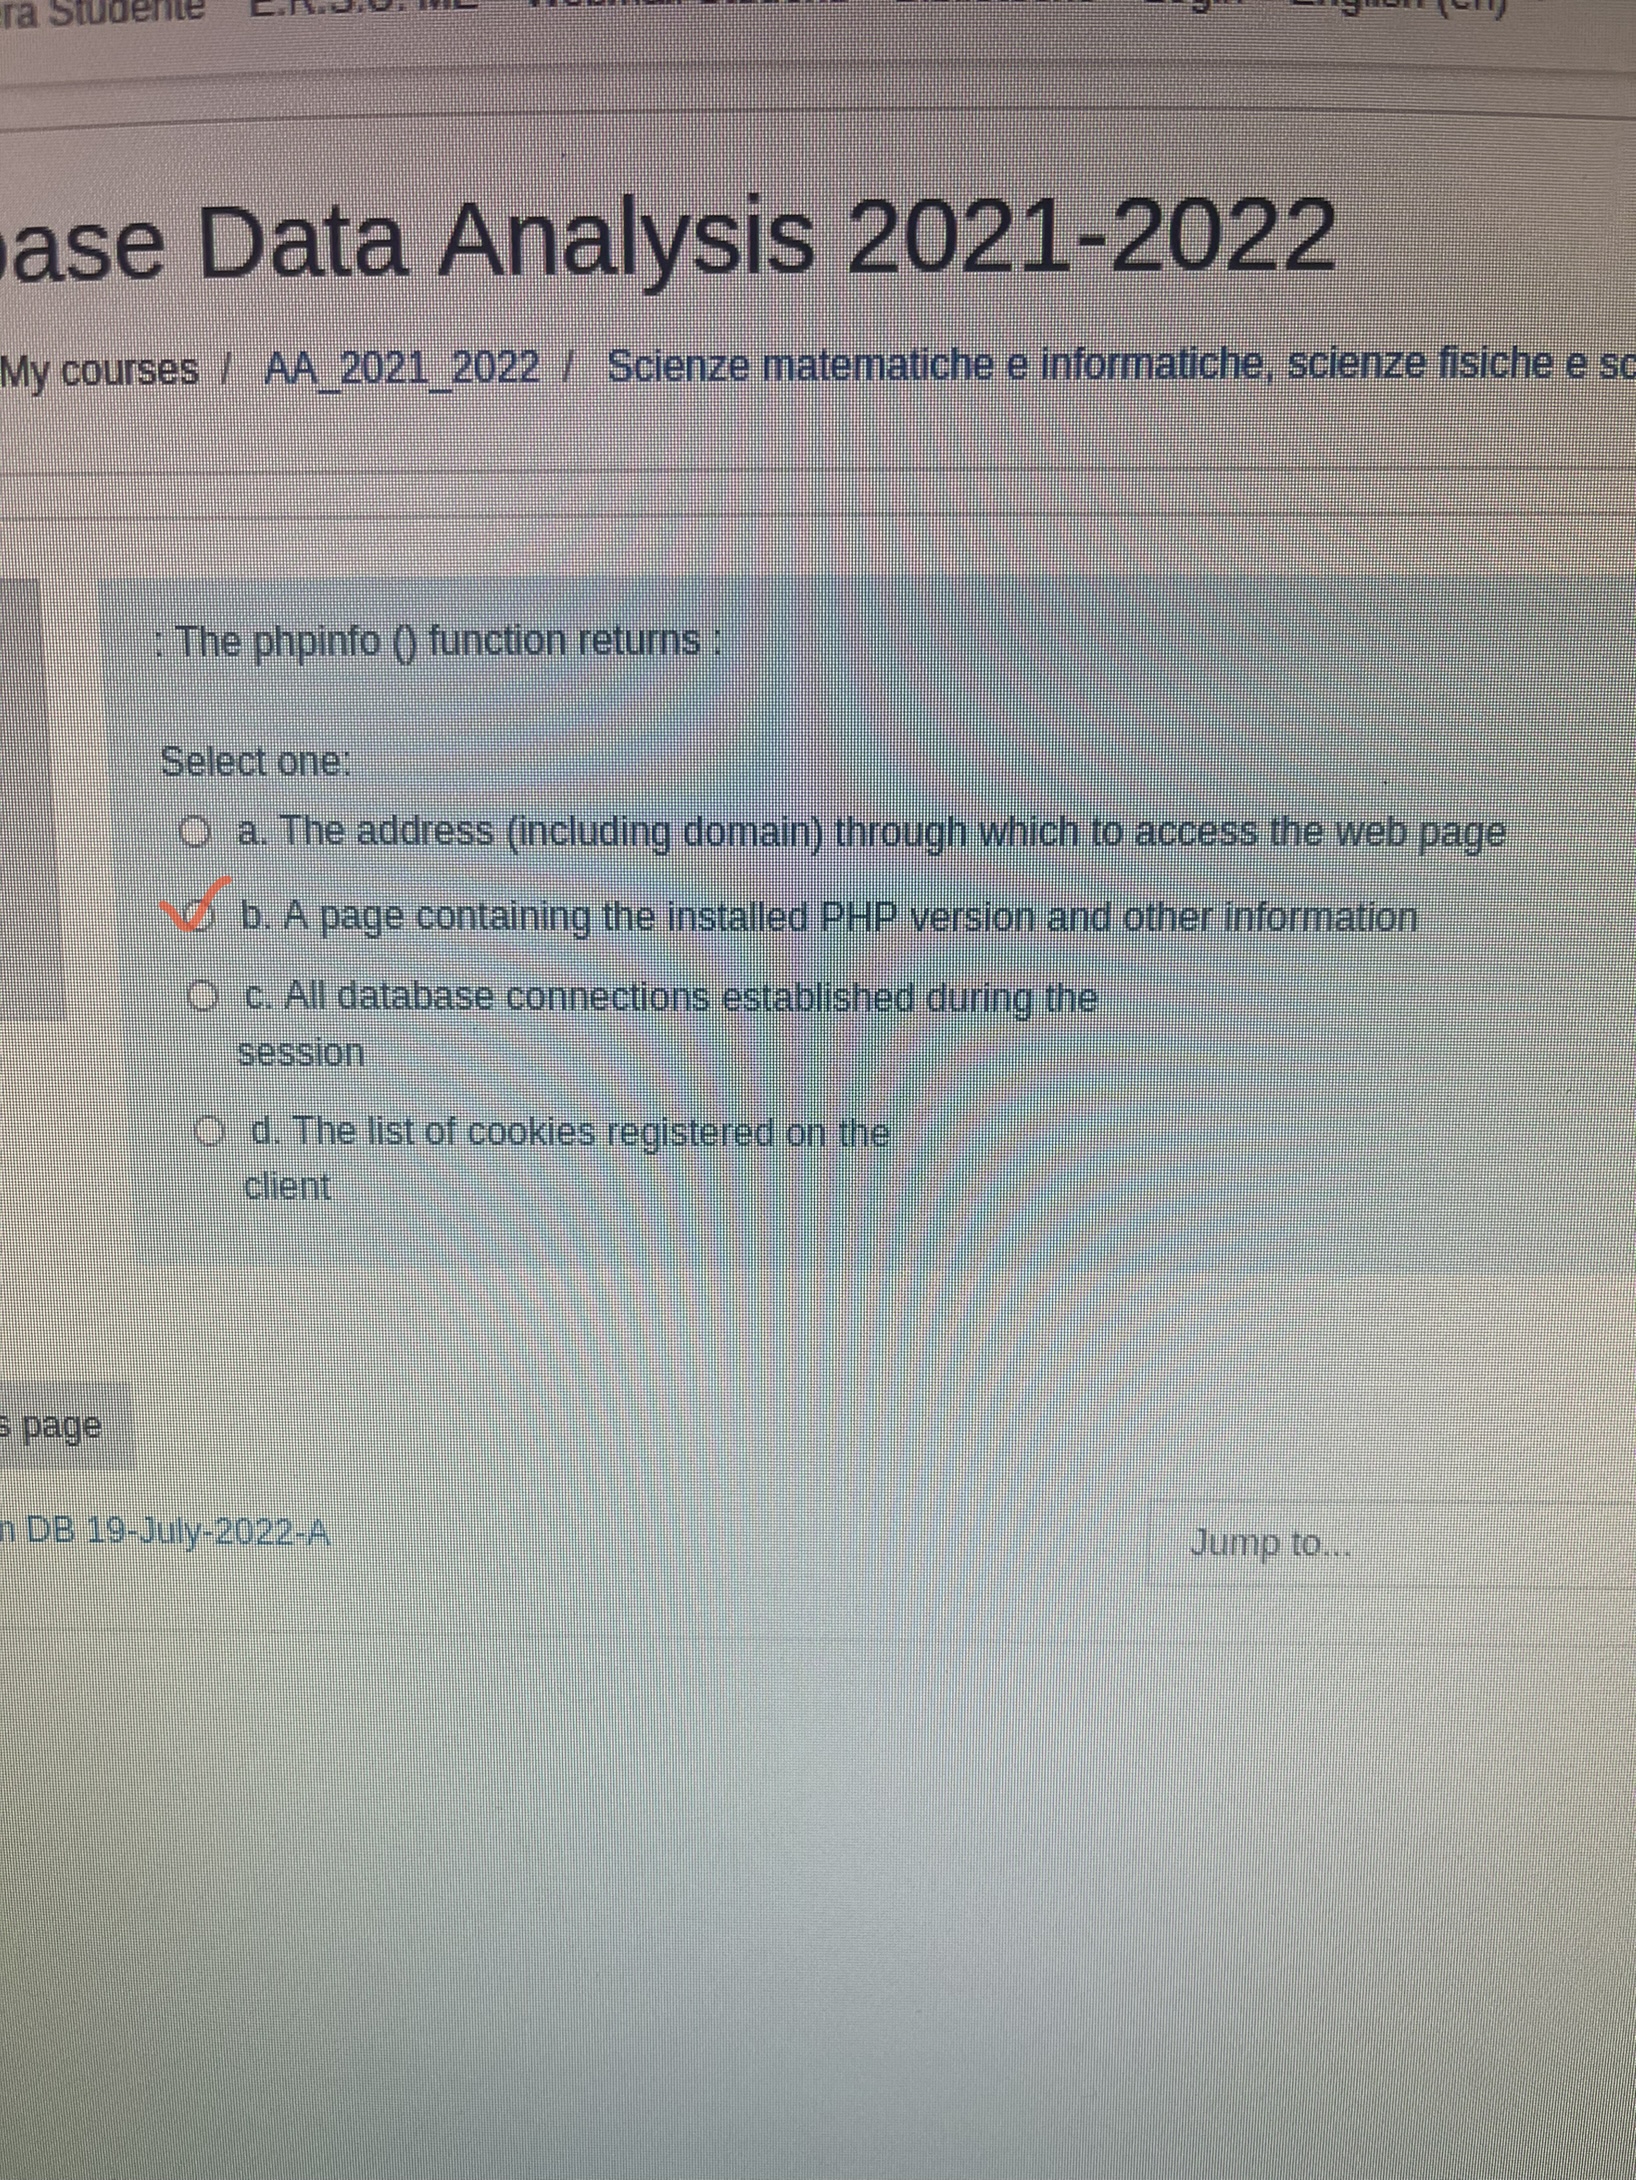 ra Studente E.R.S.U. ME English (en)
ase Data Analysis 2021-2022
My courses / AA_2021_2022 / Scienze matematiche e informatiche, scienze fisiche e sc
: The phpinfo () function returns :
Select one:
a. The address (including domain) through which to access the web page
b. A page containing the installed PHP version and other information
c. All database connections established during the
session
d. The list of cookies registered on the
client
s page
n DB 19-July-2022-A
Jump to...